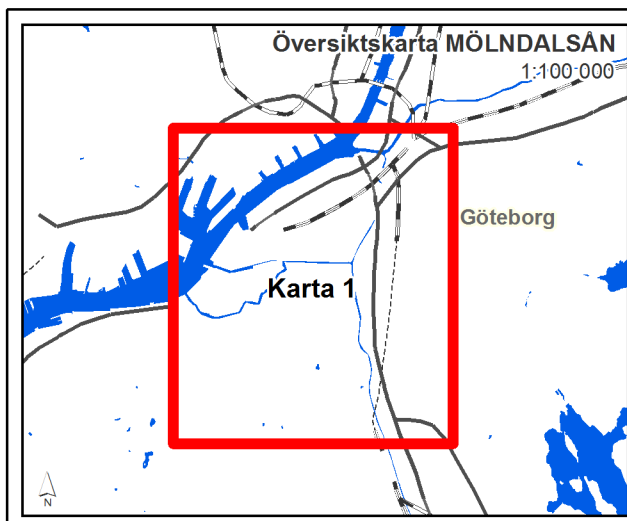 Översiktskarta MÖLNDALSÅN
1:100 000
Göteborg
Karta 1
N